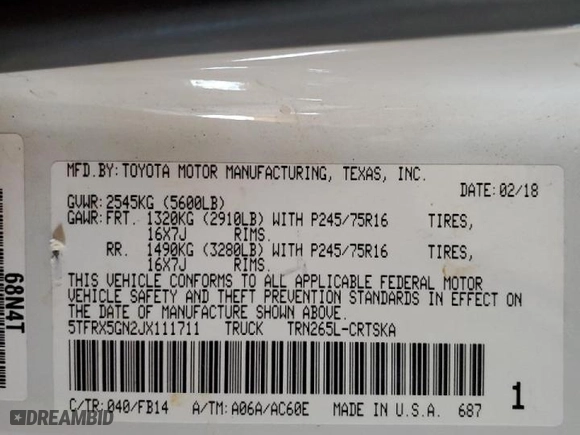 MFD.BY:TOYOTA MOTOR MANUFACTURING, TEXAS, INC.
DATE:02/18
GVWR:2545KG(5600LB)
GAWR:FRT. 1320KG(2910LB)WITH P245/75R16 TIRES,
16X7J RIMS.
RR. 1490KG(3280LB)WITH P245/75R16 TIRES,
16X7J RIMS.
THIS VEHICLE CONFORMS TO ALL APPLICABLE FEDERAL MOTOR
VEHICLE SAFETY AND THEFT PREVENTION STANDARDS IN EFFECT ON
THE DATE OF MANUFACTURE SHOWN ABOVE.
5TFRX5GN2JX111711 TRUCK TRN265L-CRTSKA
1
C/TR:040/FB14 A/TM:A06A/AC60E MADE IN U.S.A. 687
68N4T
DREAMBID